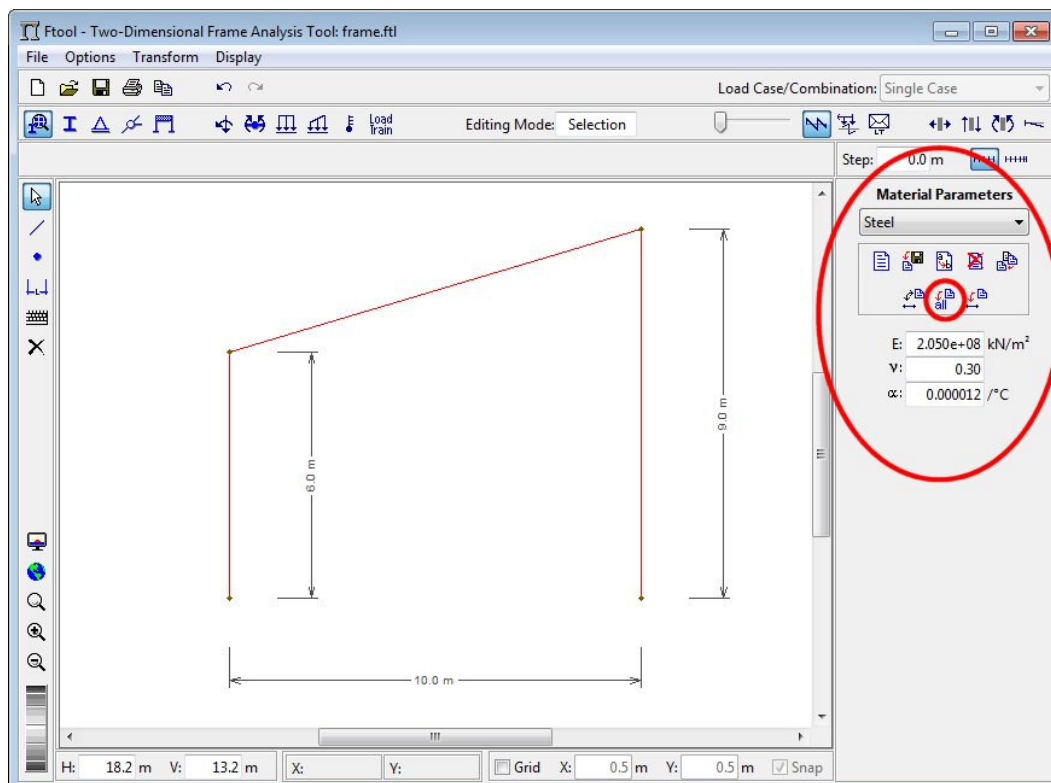 Ftool - Two-Dimensional Frame Analysis Tool: frame.ftl
File Options Transform Display
Load Case/Combination: Single Case
Load Train
Editing Mode: Selection
LT
Step: 0.0 m
Material Parameters
Steel
a b
all
E: 2.050e+08 kN/m²
ν: 0.30
α: 0.000012 /°C
L
6.0 m
9.0 m
10.0 m
H: 18.2 m V: 13.2 m X: Y: Grid X: 0.5 m Y: 0.5 m Snap